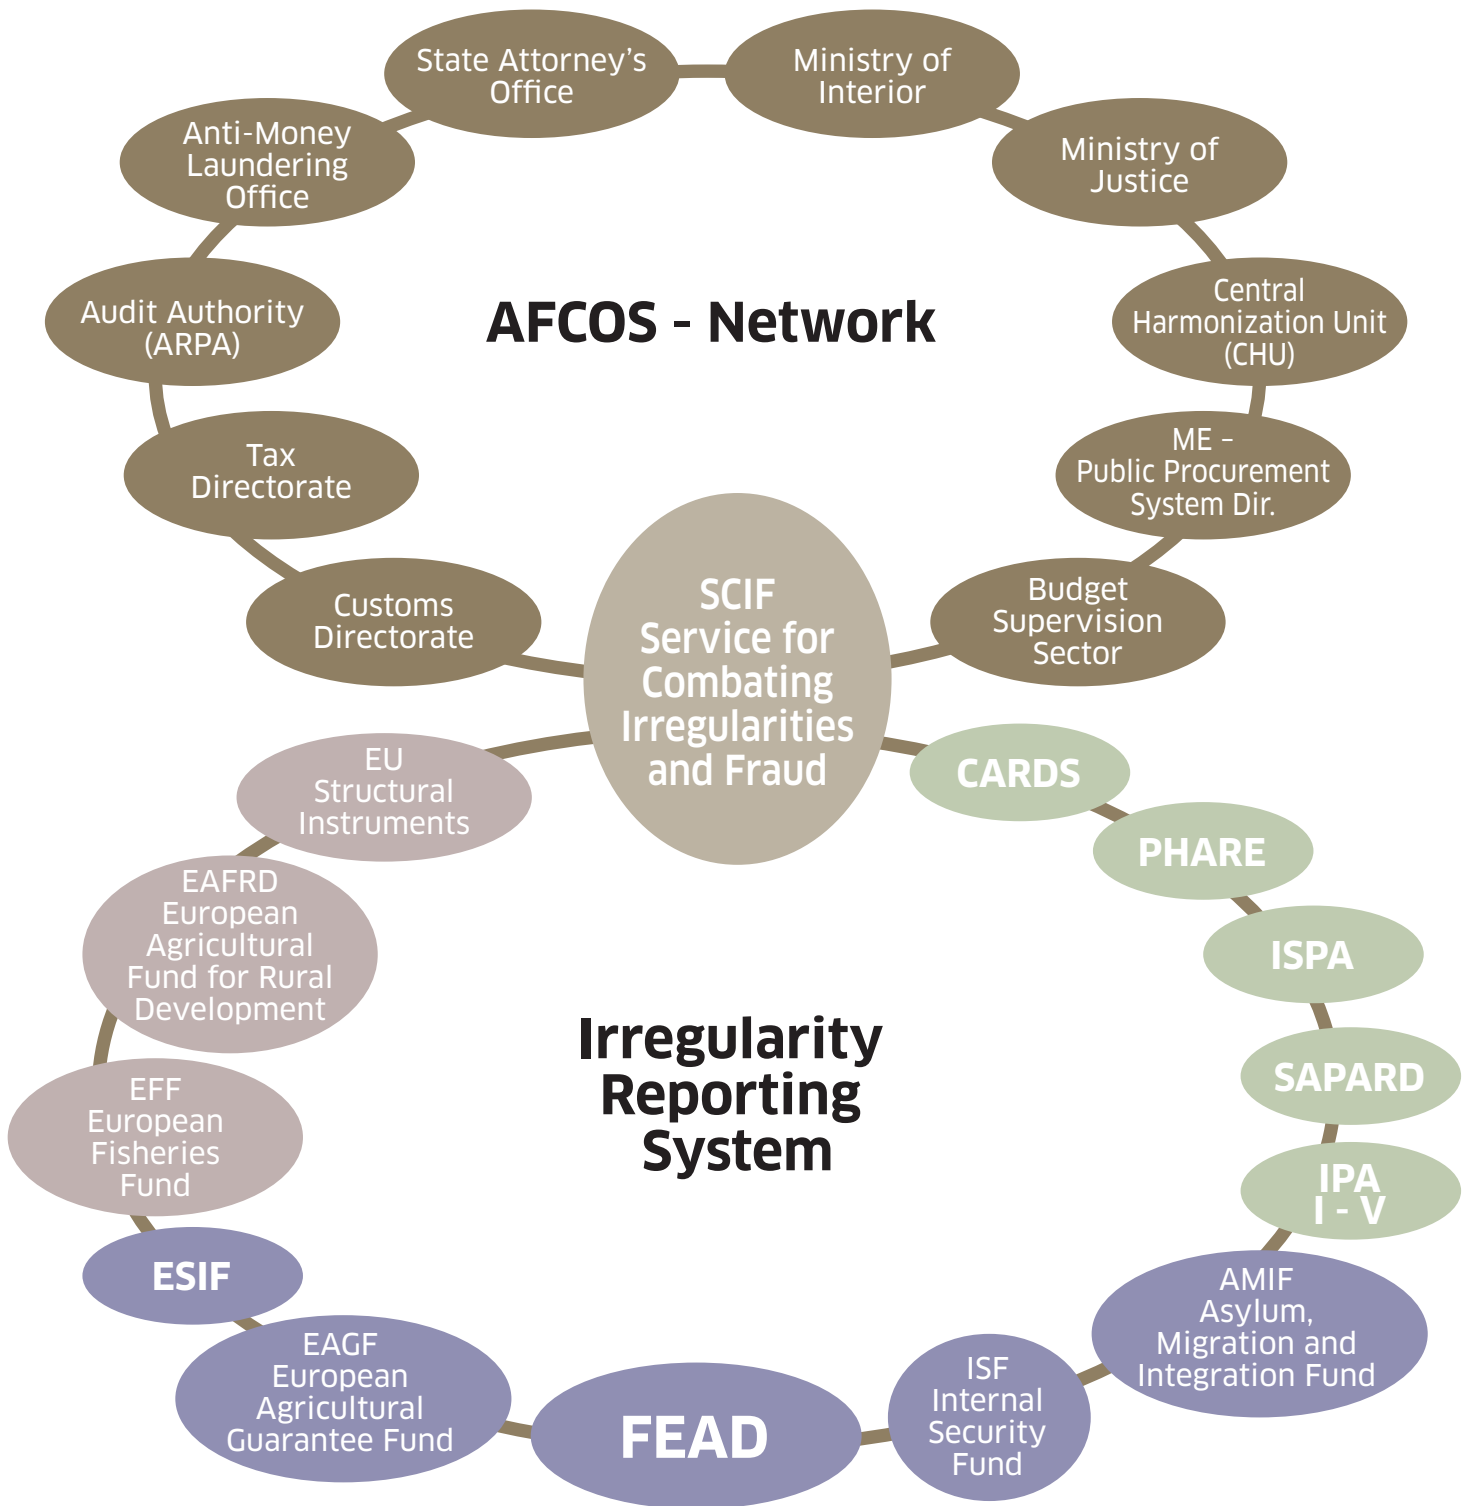 State Attorney’s
Office
Ministry of
Interior
Anti-Money
Laundering
Office
Ministry of
Justice
Audit Authority
(ARPA)
AFCOS - Network
Central
Harmonization Unit
(CHU)
Tax
Directorate
ME –
Public Procurement
System Dir.
Customs
Directorate
SCIF
Service for
Combating
Irregularities
and Fraud
Budget
Supervision
Sector
EU
Structural
Instruments
CARDS
PHARE
EAFRD
European
Agricultural
Fund for Rural
Development
ISPA
Irregularity
Reporting
System
SAPARD
EFF
European
Fisheries
Fund
IPA
I - V
ESIF
AMIF
Asylum,
Migration and
Integration Fund
EAGF
European
Agricultural
Guarantee Fund
FEAD
ISF
Internal
Security
Fund